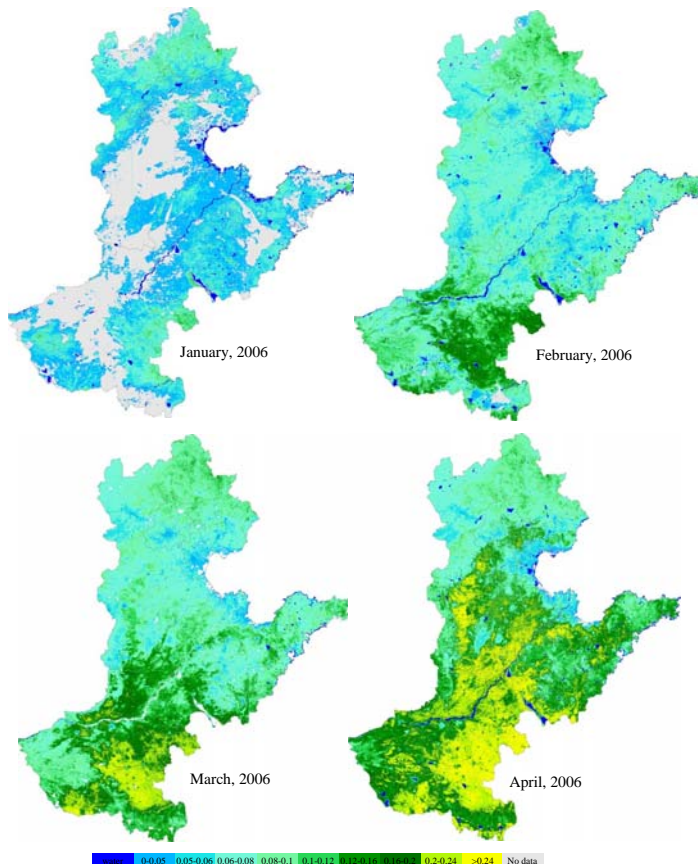 January, 2006
February, 2006
March, 2006
April, 2006
0-0.05 0.05-0.06 0.06-0.08 0.08-0.1 0.1-0.12 0.12-0.16 0.16-0.2 0.2-0.24 >0.24 No data